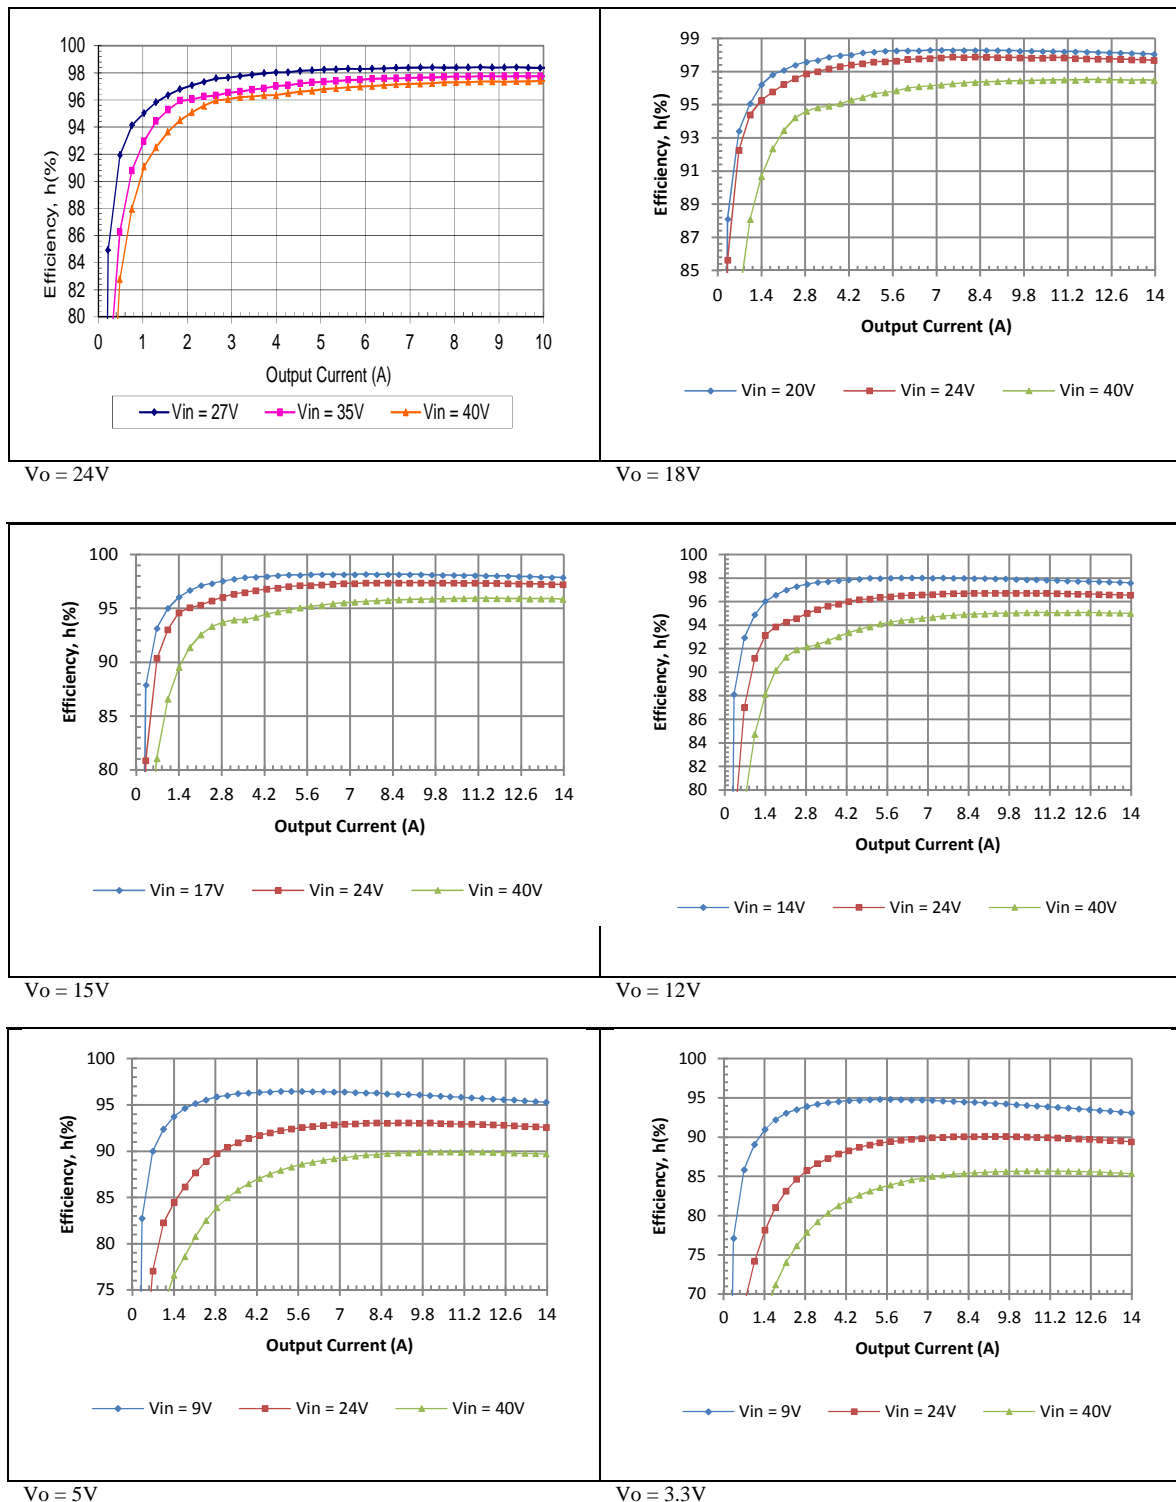 100
98
96
94
92
90
88
86
84
82
80
Efficiency, h(%)
0 1 2 3 4 5 6 7 8 9 10
Output Current (A)
Vin = 27V Vin = 35V Vin = 40V
99
97
95
93
91
89
87
85
Efficiency, h(%)
0 1.4 2.8 4.2 5.6 7 8.4 9.8 11.2 12.6 14
Output Current (A)
Vin = 20V Vin = 24V Vin = 40V
Vo = 24V
Vo = 18V
100
95
90
85
80
Efficiency, h(%)
0 1.4 2.8 4.2 5.6 7 8.4 9.8 11.2 12.6 14
Output Current (A)
Vin = 17V Vin = 24V Vin = 40V
100
98
96
94
92
90
88
86
84
82
80
Efficiency, h(%)
0 1.4 2.8 4.2 5.6 7 8.4 9.8 11.2 12.6 14
Output Current (A)
Vin = 14V Vin = 24V Vin = 40V
Vo = 15V
Vo = 12V
100
95
90
85
80
75
Efficiency, h(%)
0 1.4 2.8 4.2 5.6 7 8.4 9.8 11.2 12.6 14
Output Current (A)
Vin = 9V Vin = 24V Vin = 40V
100
95
90
85
80
75
70
Efficiency, h(%)
0 1.4 2.8 4.2 5.6 7 8.4 9.8 11.2 12.6 14
Output Current (A)
Vin = 9V Vin = 24V Vin = 40V
Vo = 5V
Vo = 3.3V